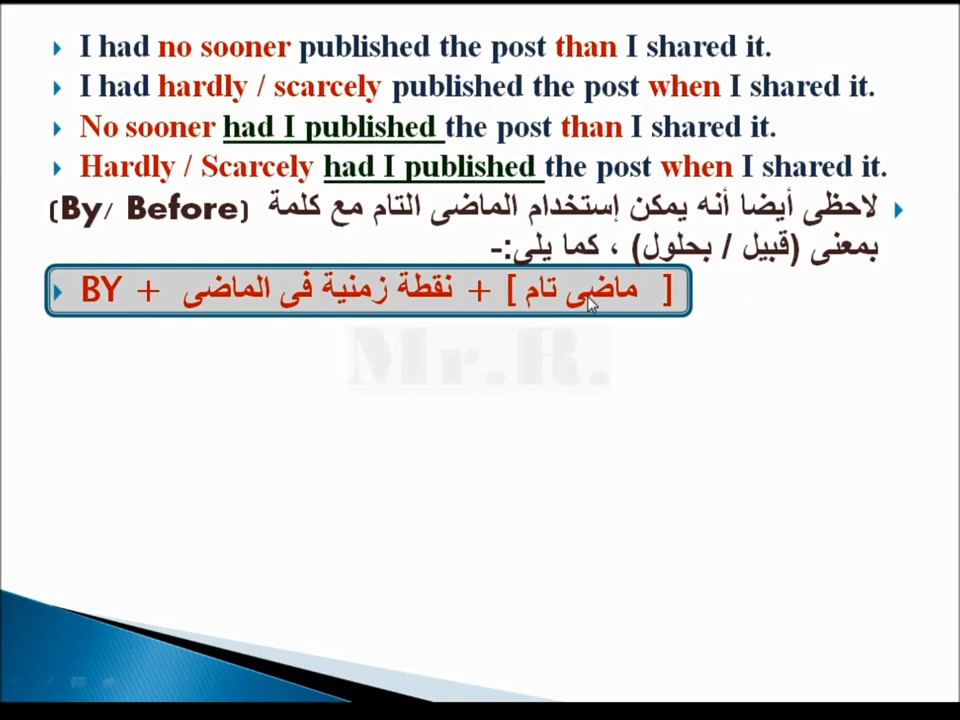 I had no sooner published the post than I shared it.
I had hardly / scarcely published the post when I shared it.
No sooner had I published the post than I shared it.
Hardly / Scarcely had I published the post when I shared it.
لاحظى أيضا أنه يمكن إستخدام الماضى التام مع كلمة (By/ Before)
بمعنى (قبيل / بحلول) ، كما يلى:-
BY + نقطة زمنية فى الماضى + [ ماضى تام ]
Mr.R.